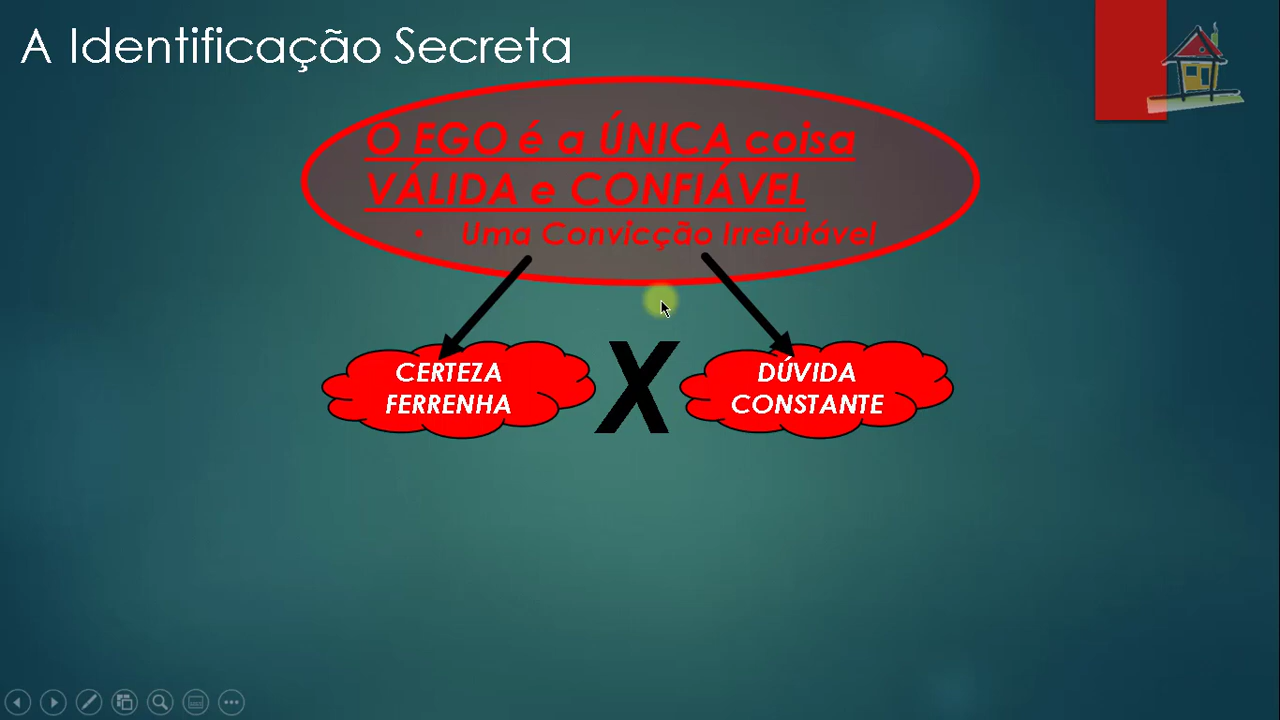 A Identificação Secreta
O EGO é a ÚNICA coisa
VÁLIDA e CONFIÁVEL
• Uma Convicção Irrefutável
CERTEZA
FERRENHA
X
DÚVIDA
CONSTANTE